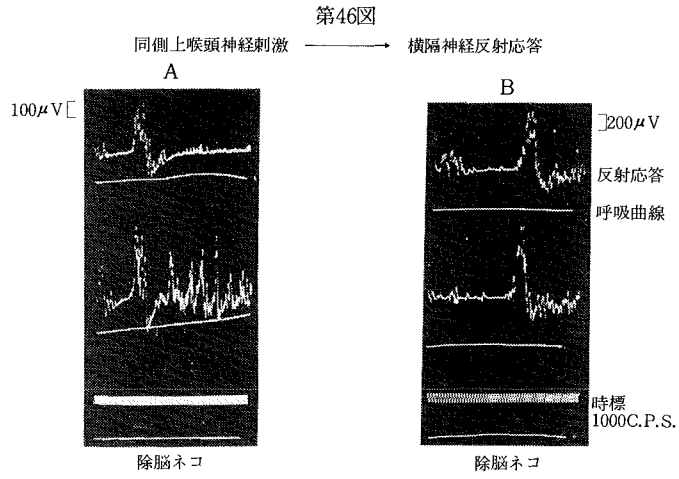 第46図
同側上喉頭神経刺激 → 横隔神経反射応答
A
B
100μV
200μV
反射応答
呼吸曲線
時標
1000C.P.S.
除脳ネコ
除脳ネコ